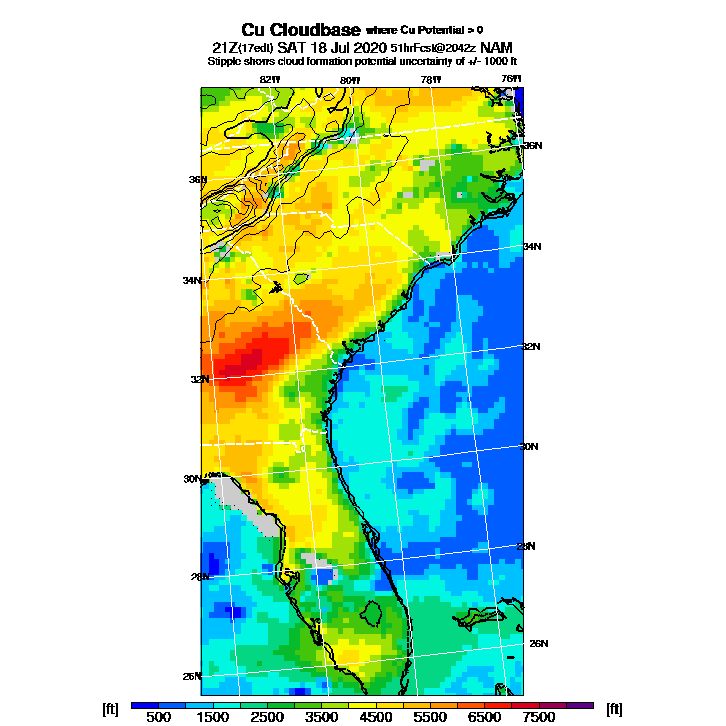 Cu Cloudbase where Cu Potential > 0
21Z(17edt) SAT 18 Jul 2020 51hrFcst@2042z NAM
Stipple shows cloud formation potential uncertainty of +/- 1000 ft
82W 80W 78W 76W
36N
36N
34N
34N
32N
32N
30N
30N
28N
28N
26N
26N
[ft] 500 1500 2500 3500 4500 5500 6500 7500 [ft]